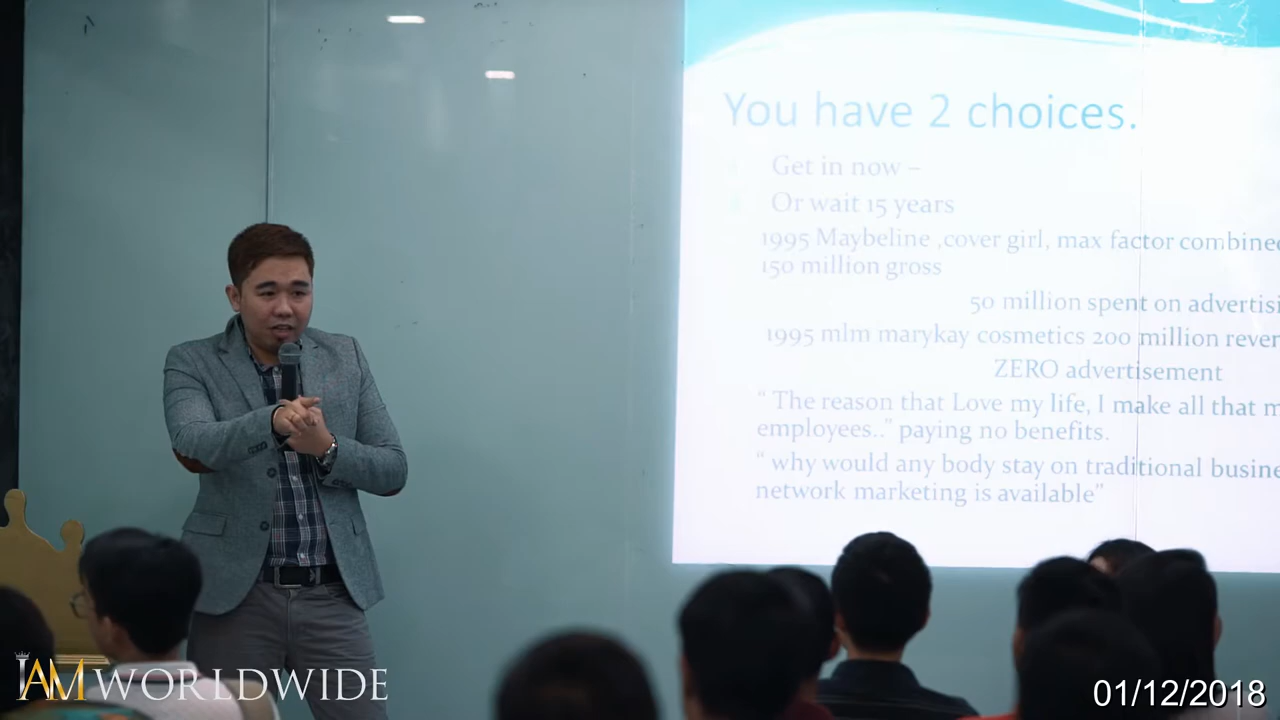 You have 2 choices.
Get in now –
Or wait 15 years
1995 Maybeline ,cover girl, max factor combined
150 million gross
50 million spent on
1995 mlm marykay cosmetics 200 million
ZERO advertisement
“ The reason that Love my life, I make all that
employees..” paying no benefits.
“ why would any body stay on traditional
network marketing is available”
IAM WORLDWIDE
01/12/2018